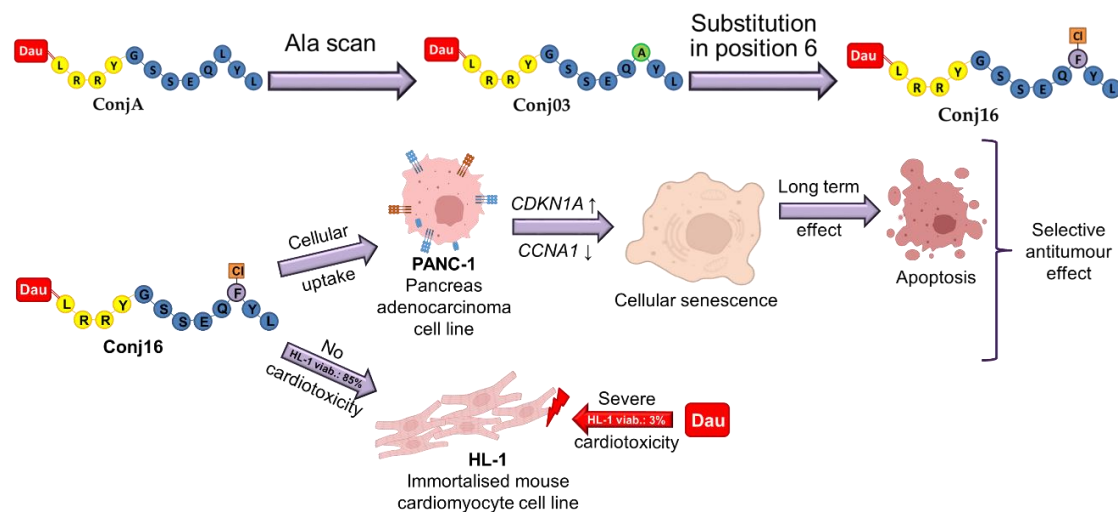 Dau
L
R
R
Y
G
S
S
E
Q
L
Y
L
ConjA
Ala scan
Dau
L
R
R
Y
G
S
S
E
Q
A
Y
L
Conj03
Substitution
in position 6
Dau
L
R
R
Y
G
S
S
E
Q
Cl
F
Y
L
Conj16
Dau
L
R
R
Y
G
S
S
E
Q
Cl
F
Y
L
Conj16
Cellular
uptake
PANC-1
Pancreas
adenocarcinoma
cell line
CDKN1A ↑
CCNA1 ↓
Cellular senescence
Long term
effect
Apoptosis
Selective
antitumour
effect
No
HL-1 viab.: 85%
cardiotoxicity
HL-1
Immortalised mouse
cardiomyocyte cell line
Severe
HL-1 viab.: 3%
cardiotoxicity
Dau